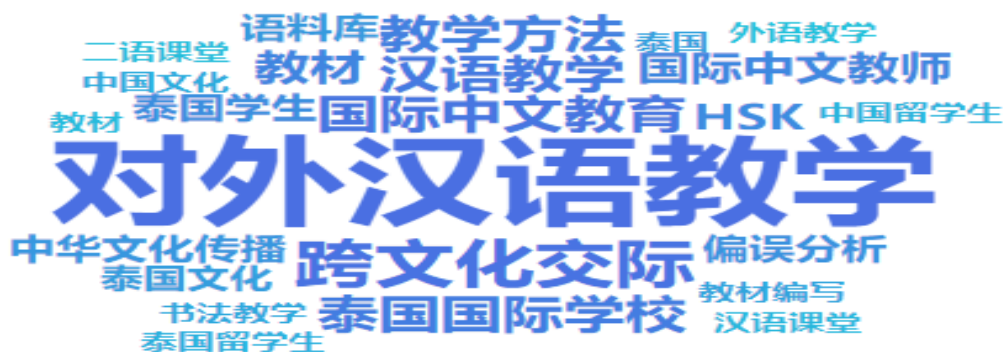 语料库 教学方法 泰国 外语教学
二语课堂 教材 汉语教学 国际中文教师
中国文化 泰国学生 国际中文教育 HSK 中国留学生
教材
对外汉语教学
中华文化传播 跨文化交际 偏误分析
泰国文化 教材编写
书法教学 泰国国际学校 汉语课堂
泰国留学生